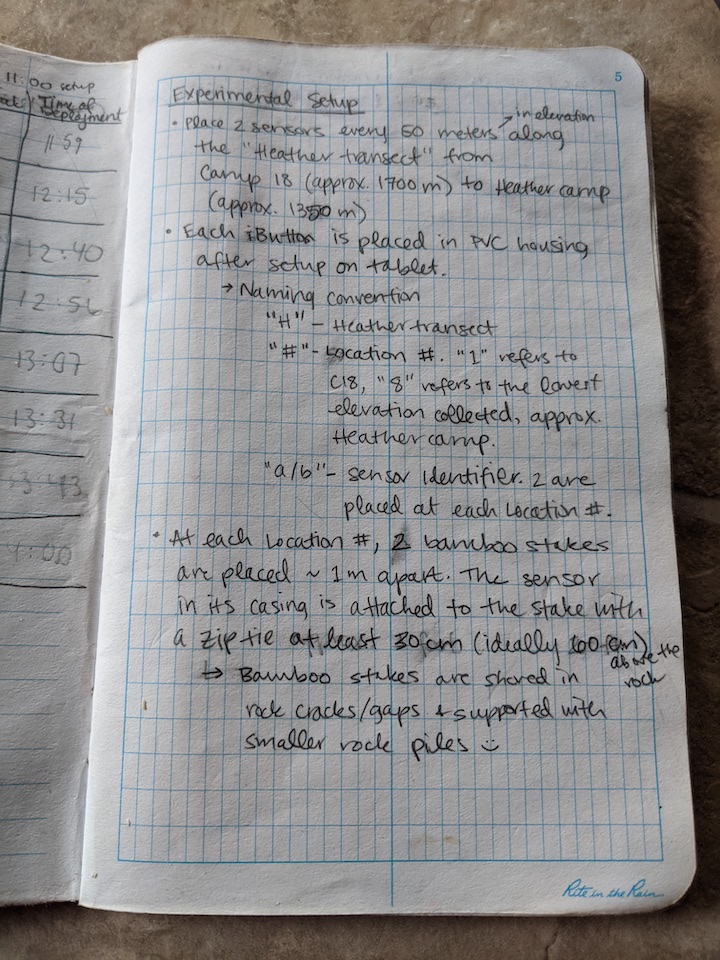 11:00 setup
Time of
Deployment
11:59
12:15
12:40
12:56
13:07
13:31
13:43
5
Experimental Setup
• Place 2 sensors every 50 meters in elevation along
the "Heather transect" from
Camp 18 (approx. 1700 m) to Heather camp
(approx. 1350 m)
• Each iButton is placed in PVC housing
after setup on tablet.
→ Naming convention
"H" – Heather transect
"#" – Location #. "1" refers to
C18, "8" refers to the lowest
elevation collected, approx.
Heather camp.
"a/b" – sensor identifier. 2 are
placed at each Location #.
• At each Location #, 2 bamboo stakes
are placed ~ 1m apart. The sensor
in its casing is attached to the stake with
a zip tie at least 30cm (ideally 100 cm)
above the
rock
↳ Bamboo stakes are shoved in
rock cracks/gaps & supported with
smaller rock piles ☺
Rite in the Rain